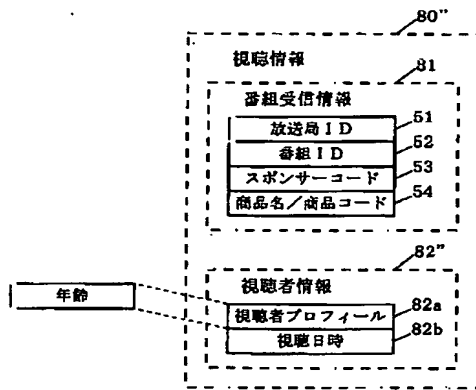 80"
視聴情報
81
番組受信情報
放送局ID
51
番組ID
52
スポンサーコード
53
商品名/商品コード
54
82"
視聴者情報
年齢
視聴者プロフィール
82a
視聴日時
82b